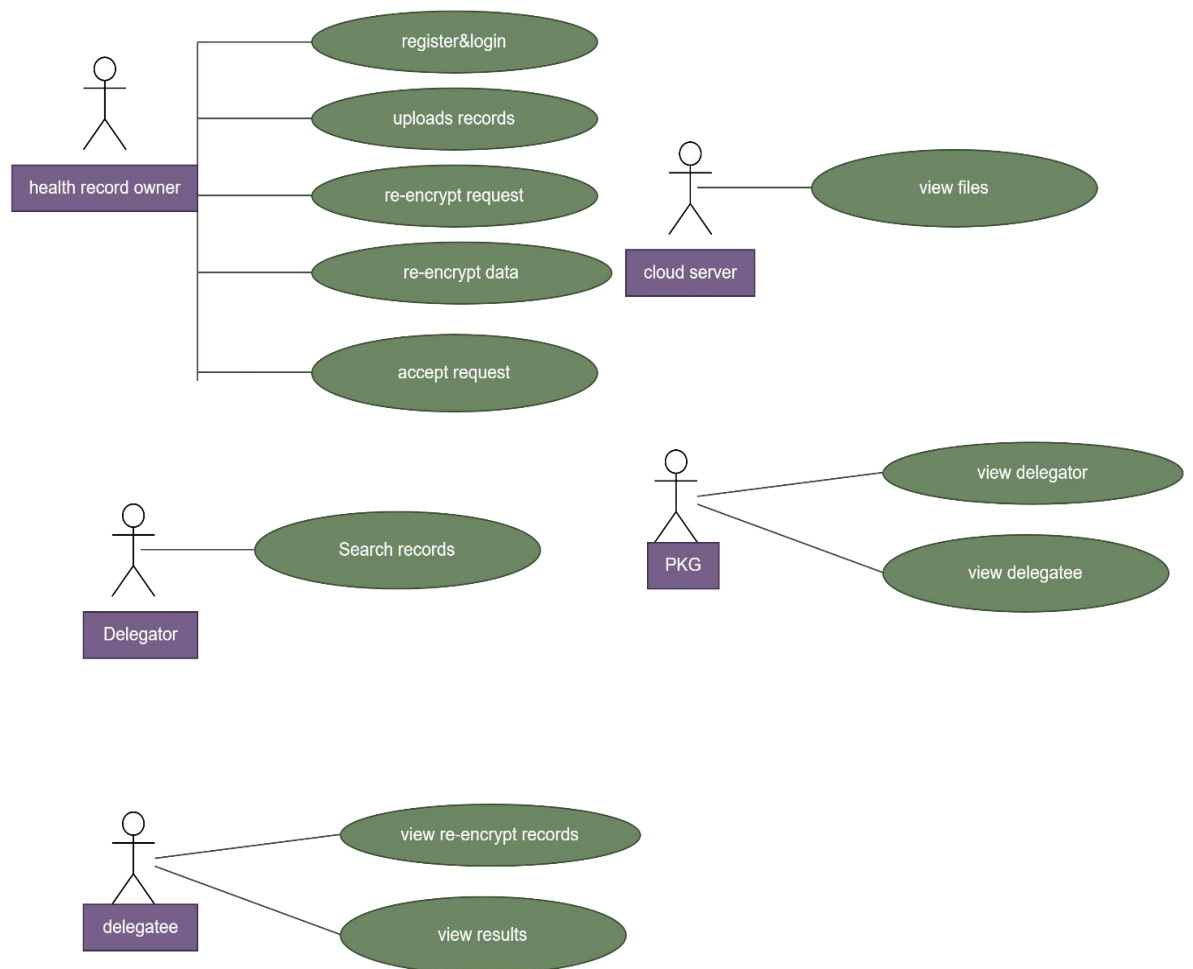 register&login
uploads records
health record owner
re-encrypt request
view files
re-encrypt data
cloud server
accept request
view delegator
Search records
PKG
view delegatee
Delegator
view re-encrypt records
delegatee
view results